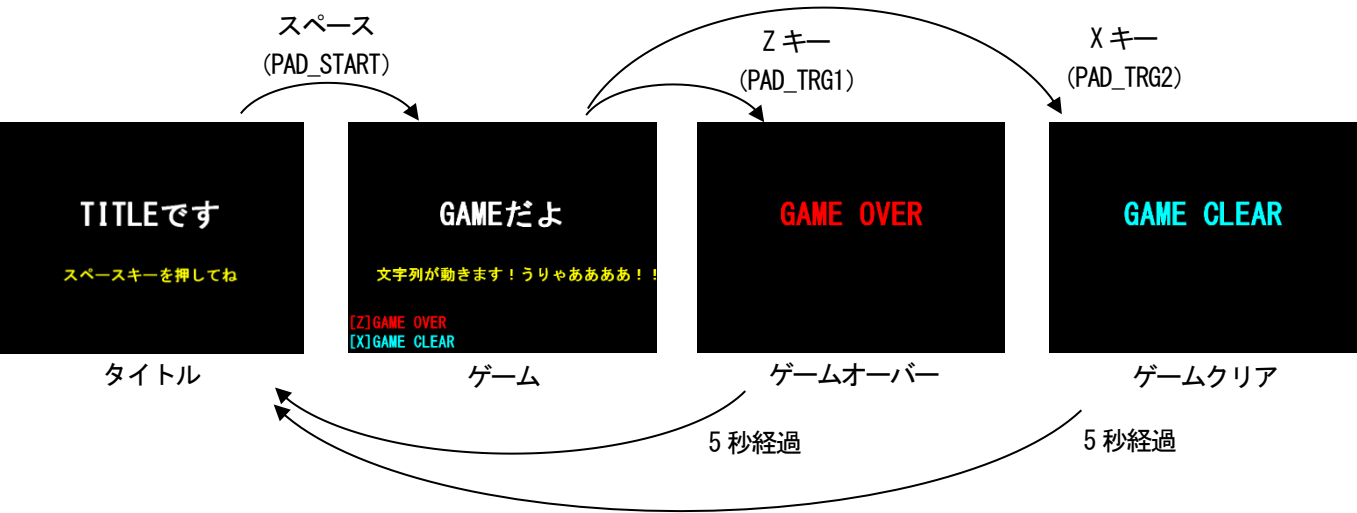 スペース
(PAD_START)
Z キー
(PAD_TRG1)
X キー
(PAD_TRG2)
TITLEです
スペースキーを押してね
GAMEだよ
文字列が動きます！うりゃああああ！！
[Z]GAME OVER
[X]GAME CLEAR
GAME OVER
GAME CLEAR
タイトル
ゲーム
ゲームオーバー
ゲームクリア
5 秒経過
5 秒経過